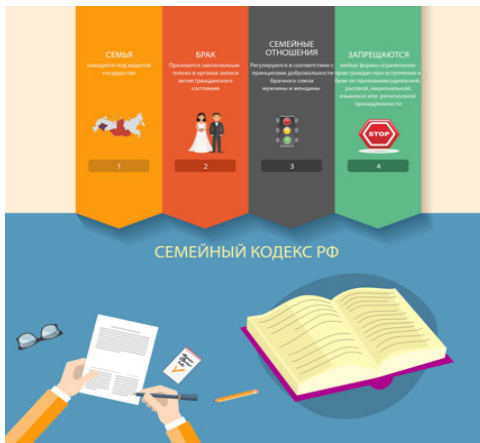 СЕМЬЯ
находится под защитой
государства
1
БРАК
Признается заключенным
только в органах записи
актов гражданского
состояния
2
СЕМЕЙНЫЕ
ОТНОШЕНИЯ
Регулируется в соответствии с
принципами добровольности
брачного союза
мужчины и женщины
3
ЗАПРЕЩАЮТСЯ
любые формы ограничения
прав граждан при вступлении в
брак по признакам социальной,
расовой, национальной,
языковой или религиозной
принадлежности
4
STOP
СЕМЕЙНЫЙ КОДЕКС РФ